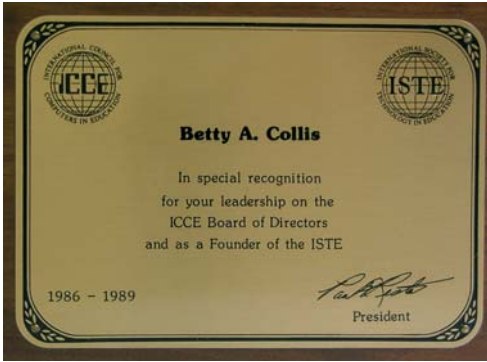 INTERNATIONAL COUNCIL FOR
ICCE
COMPUTERS IN EDUCATION
INTERNATIONAL SOCIETY FOR
ISTE
TECHNOLOGY IN EDUCATION
Betty A. Collis
In special recognition
for your leadership on the
ICCE Board of Directors
and as a Founder of the ISTE
1986 - 1989
President